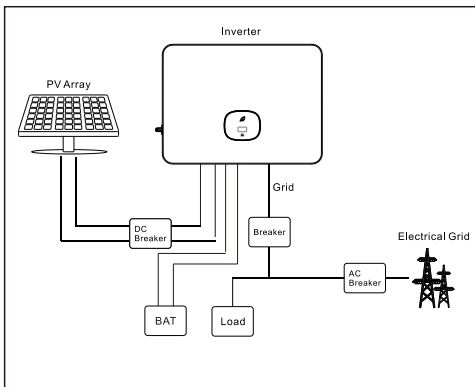 Inverter
PV Array
Grid
DC
Breaker
Breaker
Electrical Grid
AC
Breaker
BAT
Load